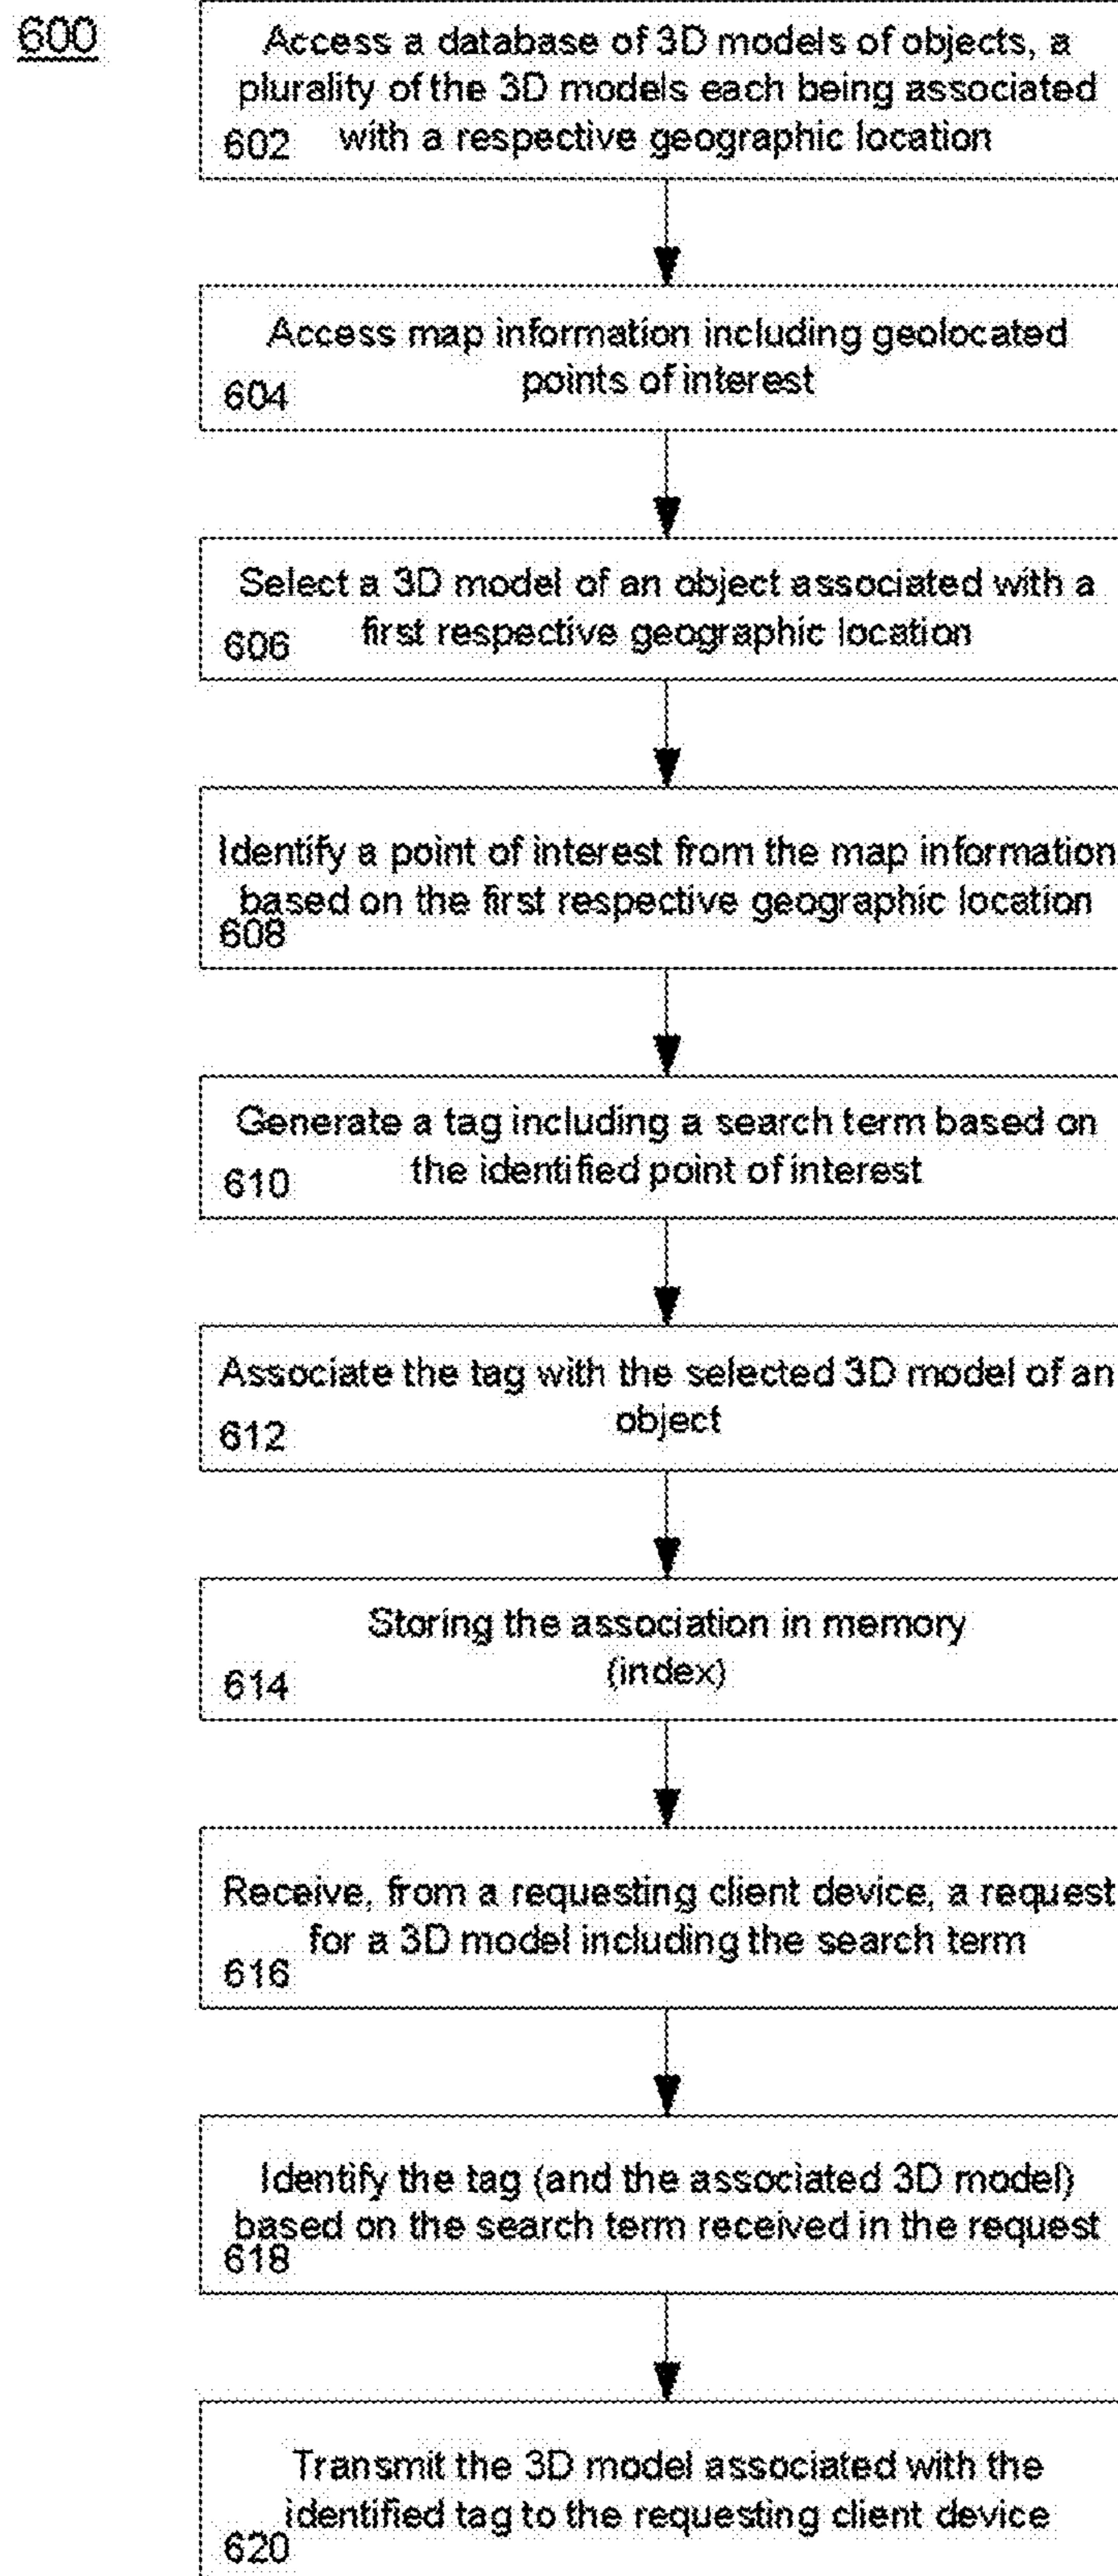 600
Access a database of 3D models of objects, a
plurality of the 3D models each being associated
602 with a respective geographic location
Access map information including geolocated
points of interest
604
Select a 3D model of an object associated with a
first respective geographic location
606
Identify a point of interest from the map information
based on the first respective geographic location
608
Generate a tag including a search term based on
the identified point of interest
610
Associate the tag with the selected 3D model of an
object
612
Storing the association in memory
(index)
614
Receive, from a requesting client device, a request
for a 3D model including the search term
616
Identify the tag (and the associated 3D model)
based on the search term received in the request
618
Transmit the 3D model associated with the
identified tag to the requesting client device
620